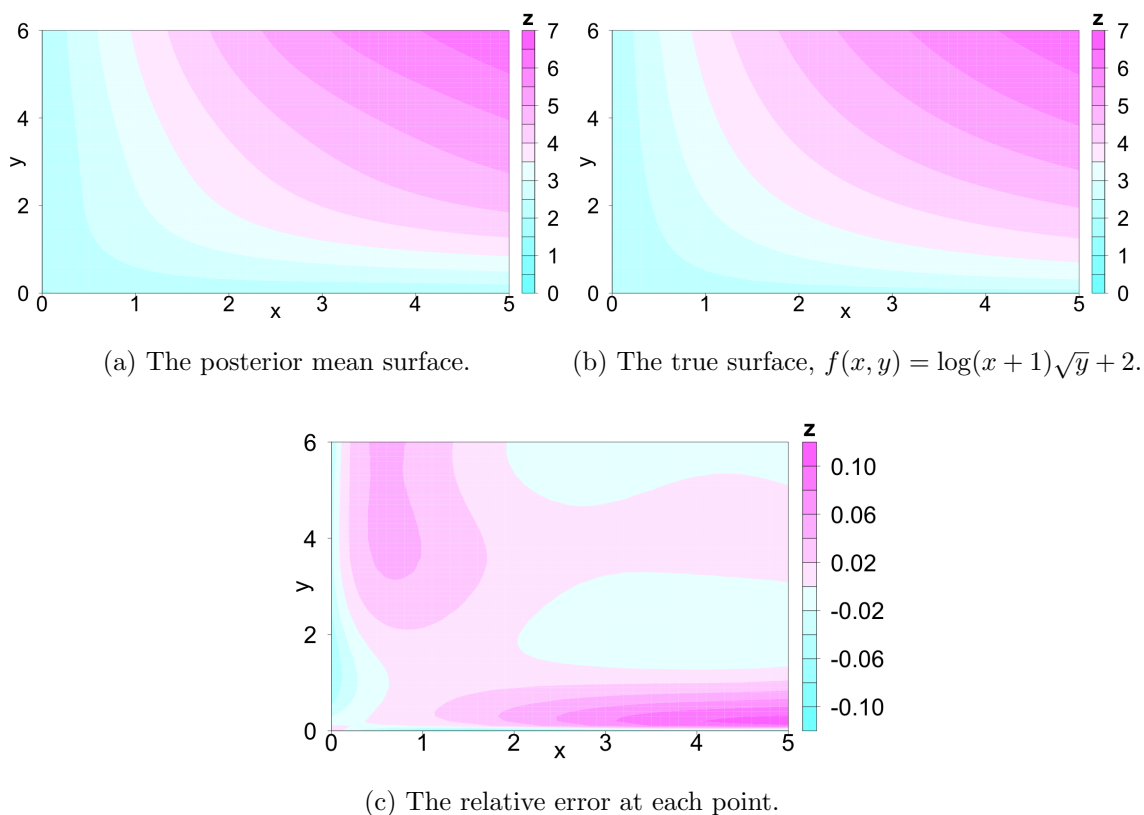 z
7
6
5
4
3
2
1
0
6
4
2
0
y
0 1 2 3 4 5
x
(a) The posterior mean surface.
z
7
6
5
4
3
2
1
0
6
4
2
0
y
0 1 2 3 4 5
x
(b) The true surface, f(x, y) = log(x + 1)√y + 2.
z
0.10
0.06
0.02
-0.02
-0.06
-0.10
6
4
2
0
y
0 1 2 3 4 5
x
(c) The relative error at each point.